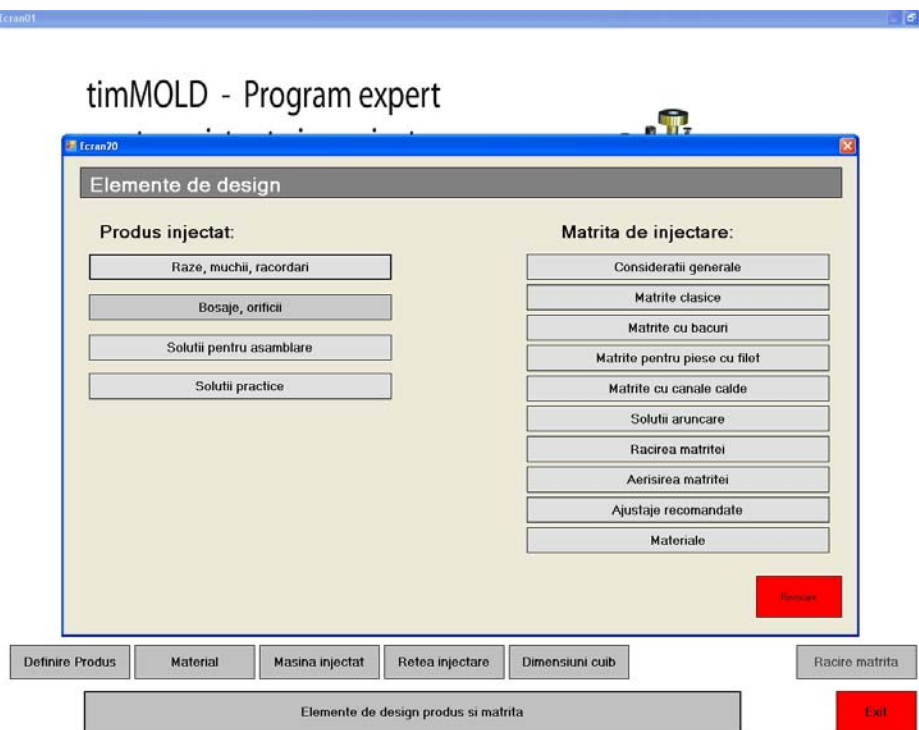 Ecran01
timMOLD - Program expert
Ecran20
Elemente de design
Produs injectat:
Raze, muchii, racordari
Bosaje, orificii
Solutii pentru asamblare
Solutii practice
Matrita de injectare:
Consideratii generale
Matrite clasice
Matrite cu bacuri
Matrite pentru piese cu filet
Matrite cu canale calde
Solutii aruncare
Racirea matritei
Aerisirea matritei
Ajustaje recomandate
Materiale
Definire Produs
Material
Masina injectat
Retea injectare
Dimensiuni cuib
Racire matrita
Elemente de design produs si matrita
Exit